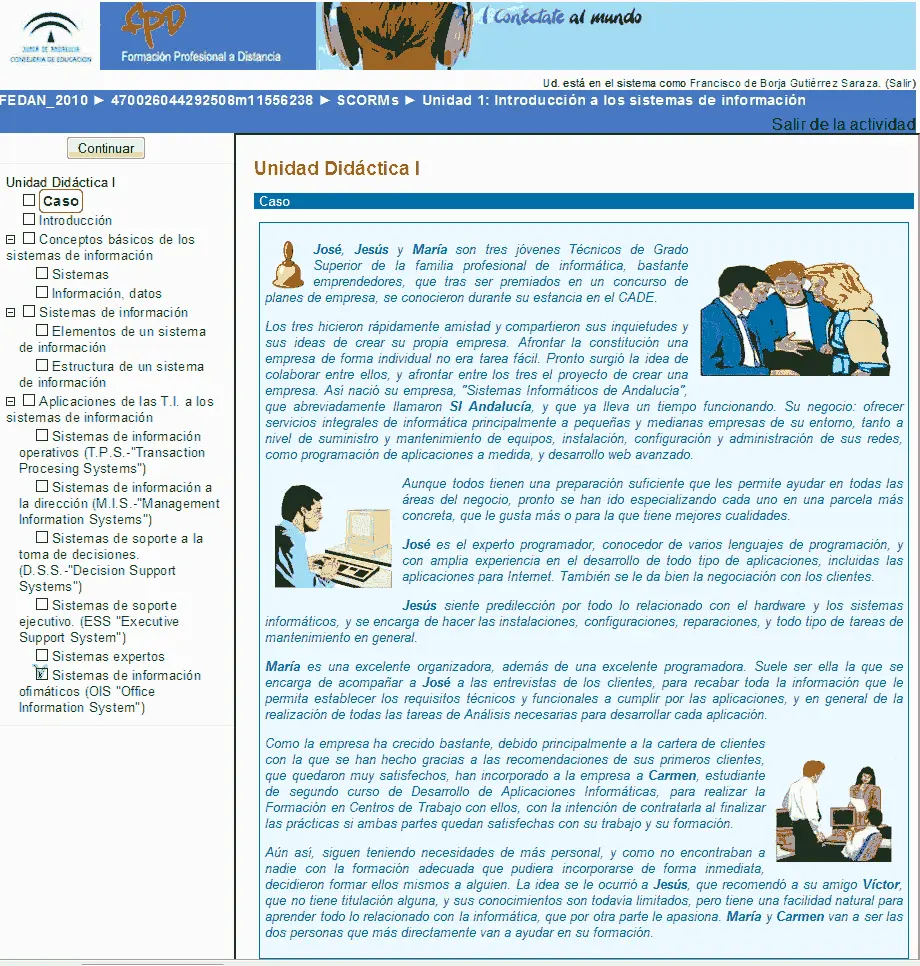 JUNTA DE ANDALUCIA
CONSEJERÍA DE EDUCACIÓN
FPD
Formación Profesional a Distancia
Conéctate al mundo
Ud. está en el sistema como Francisco de Borja Gutiérrez Saraza. (Salir)
FEDAN_2010 ► 470026044292508m11556238 ► SCORMs ► Unidad 1: Introducción a los sistemas de información
Salir de la actividad
Continuar
Unidad Didáctica I
Caso
Introducción
Conceptos básicos de los
sistemas de información
Sistemas
Información, datos
Sistemas de información
Elementos de un sistema
de información
Estructura de un sistema
de información
Aplicaciones de las T.I. a los
sistemas de información
Sistemas de información
operativos (T.P.S.-"Transaction
Procesing Systems")
Sistemas de información a
la dirección (M.I.S.-"Management
Information Systems")
Sistemas de soporte a la
toma de decisiones.
(D.S.S.-"Decision Support
Systems")
Sistemas de soporte
ejecutivo. (ESS "Executive
Support System")
Sistemas expertos
Sistemas de información
ofimáticos (OIS "Office
Information System")
Unidad Didáctica I
Caso
José, Jesús y María son tres jóvenes Técnicos de Grado
Superior de la familia profesional de informática, bastante
emprendedores, que tras ser premiados en un concurso de
planes de empresa, se conocieron durante su estancia en el CADE.
Los tres hicieron rápidamente amistad y compartieron sus inquietudes y
sus ideas de crear su propia empresa. Afrontar la constitución una
empresa de forma individual no era tarea fácil. Pronto surgió la idea de
colaborar entre ellos, y afrontar entre los tres el proyecto de crear una
empresa. Así nació su empresa, "Sistemas Informáticos de Andalucía",
que abreviadamente llamaron SI Andalucía, y que ya lleva un tiempo funcionando. Su negocio: ofrecer
servicios integrales de informática principalmente a pequeñas y medianas empresas de su entorno, tanto a
nivel de suministro y mantenimiento de equipos, instalación, configuración y administración de sus redes,
como programación de aplicaciones a medida, y desarrollo web avanzado.
Aunque todos tienen una preparación suficiente que les permite ayudar en todas las
áreas del negocio, pronto se han ido especializando cada uno en una parcela más
concreta, que le gusta más o para la que tiene mejores cualidades.
José es el experto programador, conocedor de varios lenguajes de programación, y
con amplia experiencia en el desarrollo de todo tipo de aplicaciones, incluidas las
aplicaciones para Internet. También se le da bien la negociación con los clientes.
Jesús siente predilección por todo lo relacionado con el hardware y los sistemas
informáticos, y se encarga de hacer las instalaciones, configuraciones, reparaciones, y todo tipo de tareas de
mantenimiento en general.
María es una excelente organizadora, además de una excelente programadora. Suele ser ella la que se
encarga de acompañar a José a las entrevistas de los clientes, para recabar toda la información que le
permita establecer los requisitos técnicos y funcionales a cumplir por las aplicaciones, y en general de la
realización de todas las tareas de Análisis necesarias para desarrollar cada aplicación.
Como la empresa ha crecido bastante, debido principalmente a la cartera de clientes
con la que se han hecho gracias a las recomendaciones de sus primeros clientes,
que quedaron muy satisfechos, han incorporado a la empresa a Carmen, estudiante
de segundo curso de Desarrollo de Aplicaciones Informáticas, para realizar la
Formación en Centros de Trabajo con ellos, con la intención de contratarla al finalizar
las prácticas si ambas partes quedan satisfechas con su trabajo y su formación.
Aún así, siguen teniendo necesidades de más personal, y como no encontraban a
nadie con la formación adecuada que pudiera incorporarse de forma inmediata,
decidieron formar ellos mismos a alguien. La idea se le ocurrió a Jesús, que recomendó a su amigo Víctor,
que no tiene titulación alguna, y sus conocimientos son todavía limitados, pero tiene una facilidad natural para
aprender todo lo relacionado con la informática, que por otra parte le apasiona. María y Carmen van a ser las
dos personas que más directamente van a ayudar en su formación.